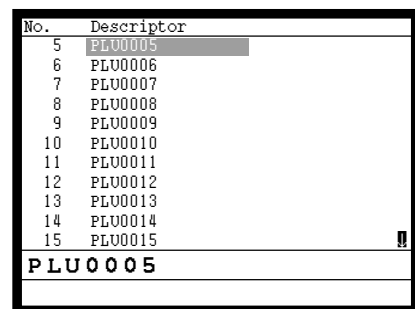 No. Descriptor
5 PLU0005
6 PLU0006
7 PLU0007
8 PLU0008
9 PLU0009
10 PLU0010
11 PLU0011
12 PLU0012
13 PLU0013
14 PLU0014
15 PLU0015
PLU0005